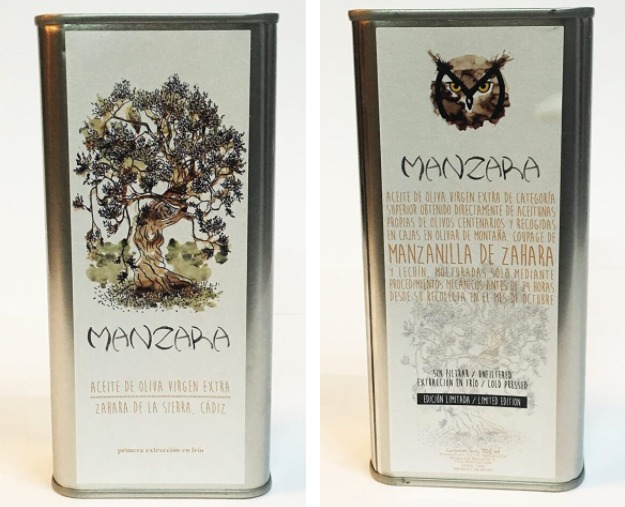 MANZARA
ACEITE DE OLIVA VIRGEN EXTRA
ZAHARA DE LA SIERRA, CÁDIZ
primera extracción en frío
MANZARA
ACEITE DE OLIVA VIRGEN EXTRA DE CATEGORÍA
SUPERIOR OBTENIDO DIRECTAMENTE DE ACEITUNAS
PROPIAS DE OLIVOS CENTENARIOS Y RECOGIDAS
EN CAJAS EN OLIVAR DE MONTAÑA. COUPAGE DE
MANZANILLA DE ZAHARA
Y LECHÍN, MOLTURADAS SOLO MEDIANTE
PROCEDIMIENTOS MECÁNICOS ANTES DE 24 HORAS
DESDE SU RECOLECTA EN EL MES DE OCTUBRE
SIN FILTRAR / UNFILTERED
EXTRACCIÓN EN FRÍO / COLD PRESSED
EDICIÓN LIMITADA / LIMITED EDITION
500 ml